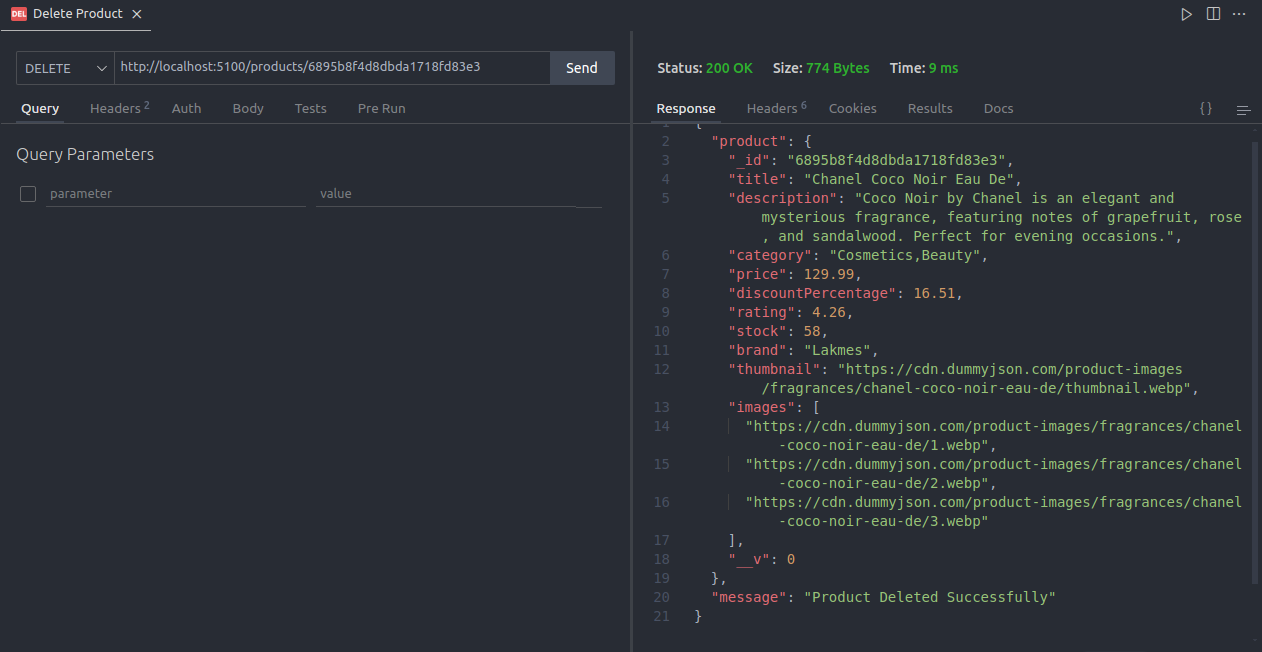 DEL Delete Product
DELETE http://localhost:5100/products/6895b8f4d8dbda1718fd83e3 Send
Query Headers 2 Auth Body Tests Pre Run
Query Parameters
parameter value
Status: 200 OK Size: 774 Bytes Time: 9 ms
Response Headers 6 Cookies Results Docs {}
1 {
2 "product": {
3 "_id": "6895b8f4d8dbda1718fd83e3",
4 "title": "Chanel Coco Noir Eau De",
5 "description": "Coco Noir by Chanel is an elegant and
mysterious fragrance, featuring notes of grapefruit, rose
, and sandalwood. Perfect for evening occasions.",
6 "category": "Cosmetics,Beauty",
7 "price": 129.99,
8 "discountPercentage": 16.51,
9 "rating": 4.26,
10 "stock": 58,
11 "brand": "Lakmes",
12 "thumbnail": "https://cdn.dummyjson.com/product-images
/fragrances/chanel-coco-noir-eau-de/thumbnail.webp",
13 "images": [
14 "https://cdn.dummyjson.com/product-images/fragrances/chanel
-coco-noir-eau-de/1.webp",
15 "https://cdn.dummyjson.com/product-images/fragrances/chanel
-coco-noir-eau-de/2.webp",
16 "https://cdn.dummyjson.com/product-images/fragrances/chanel
-coco-noir-eau-de/3.webp"
17 ],
18 "__v": 0
19 },
20 "message": "Product Deleted Successfully"
21 }